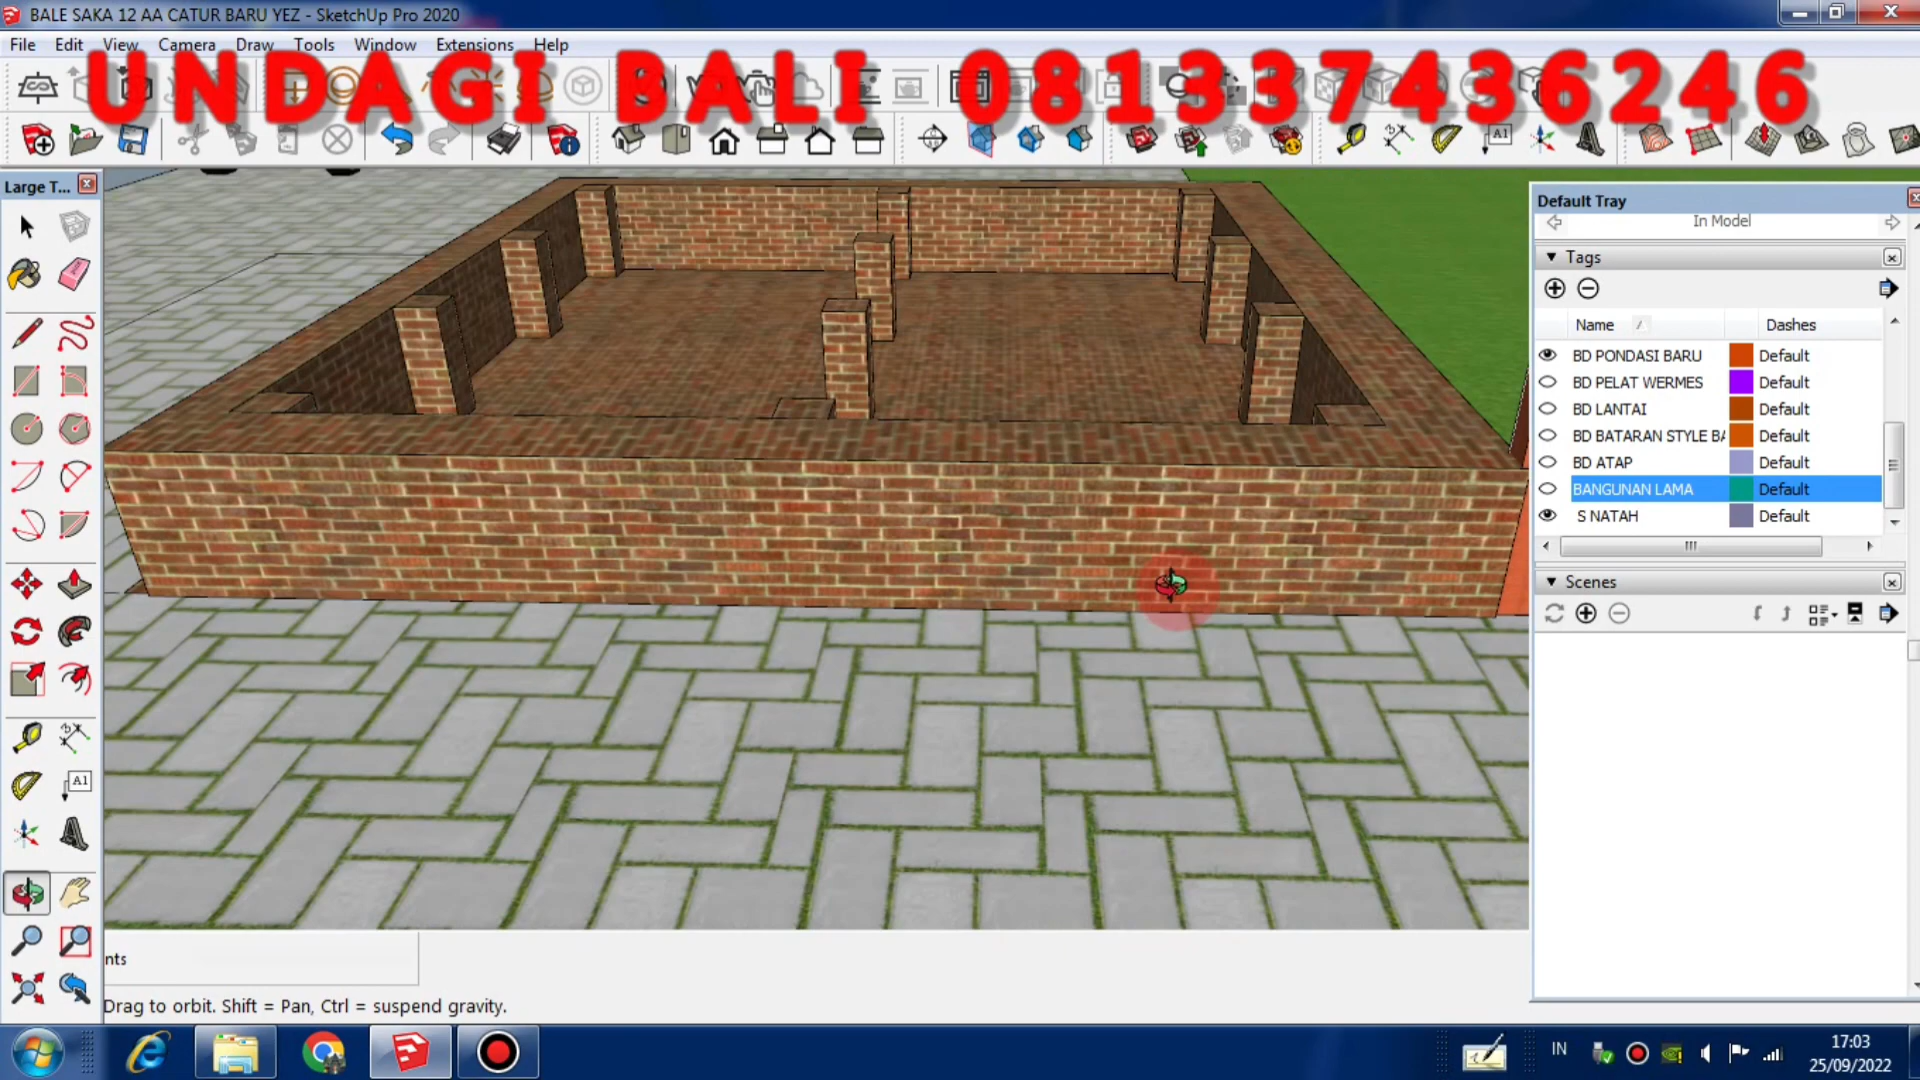 BALE SAKA 12 AA CATUR BARU YEZ - SketchUp Pro 2020
File Edit View Camera Draw Tools Window Extensions Help
UNDAGI BALI 081337436246
Large T...
A1
Default Tray
In Model
Tags
Name Dashes
BD PONDASI BARU Default
BD PELAT WERMES Default
BD LANTAI Default
BD BATARAN STYLE BA Default
BD ATAP Default
BANGUNAN LAMA Default
S NATAH Default
Scenes
A1
nts
Drag to orbit. Shift = Pan, Ctrl = suspend gravity.
IN
17:03
25/09/2022